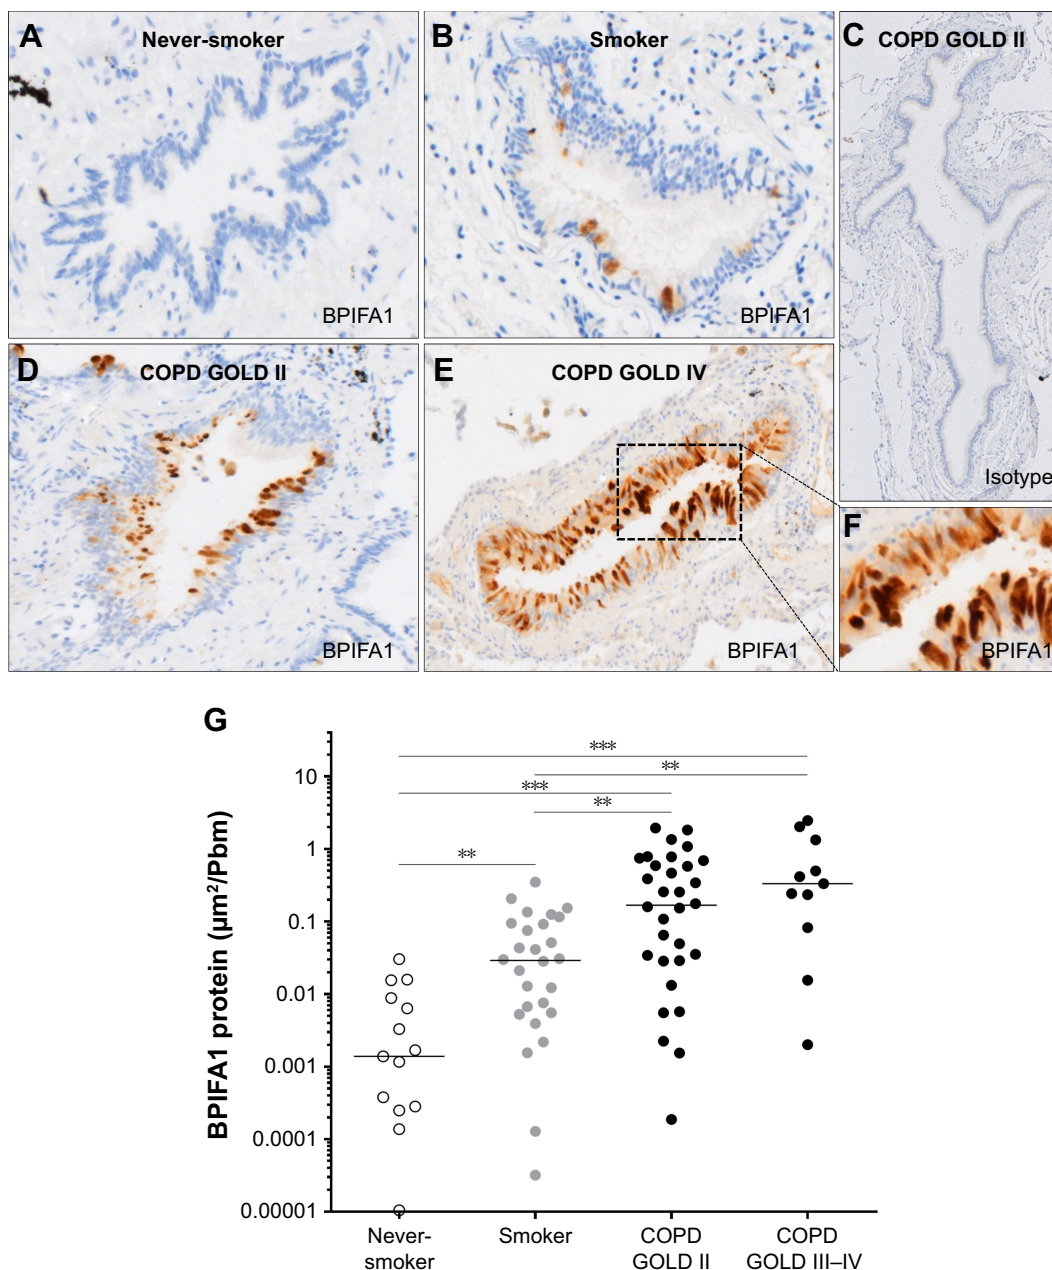 A
Never-smoker
BPIFA1
B
Smoker
BPIFA1
C
COPD GOLD II
Isotype
D
COPD GOLD II
BPIFA1
E
COPD GOLD IV
BPIFA1
F
BPIFA1
G
***
**
***
**
**
BPIFA1 protein (µm²/Pbm)
10
1
0.1
0.01
0.001
0.0001
0.00001
Never-
smoker
Smoker
COPD
GOLD II
COPD
GOLD III–IV